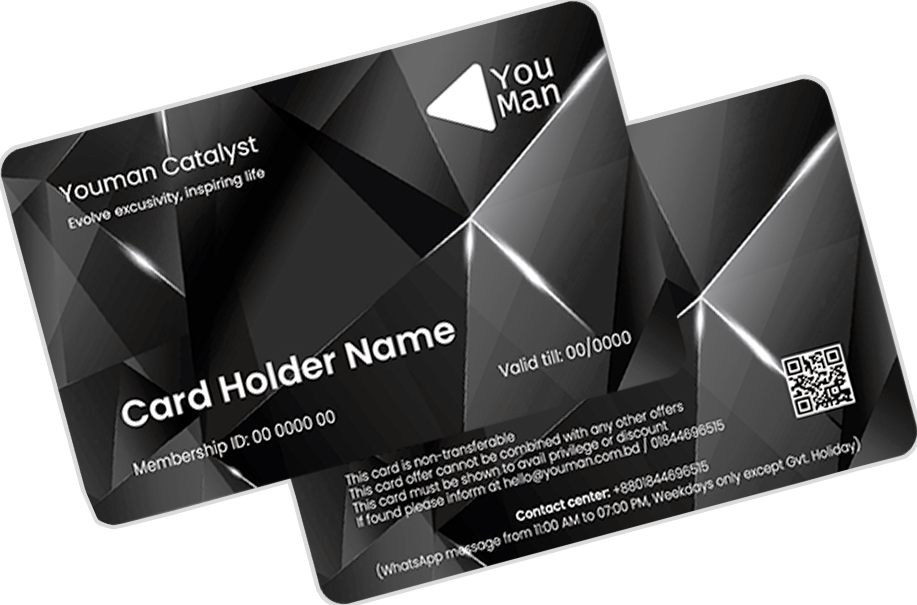 You
Man
Youman Catalyst
Evolve excusivity, inspiring life
Card Holder Name
Membership ID: 00 0000 00
Valid till: 00/0000
This card is non-transferable
This card offer cannot be combined with any other offers
This card must be shown to avail privilege or discount
If found please inform at hello@youman.com.bd / 01844696515
Contact center: +8801844696515
(WhatsApp message from 11:00 AM to 07:00 PM, Weekdays only except Gvt. Holiday)